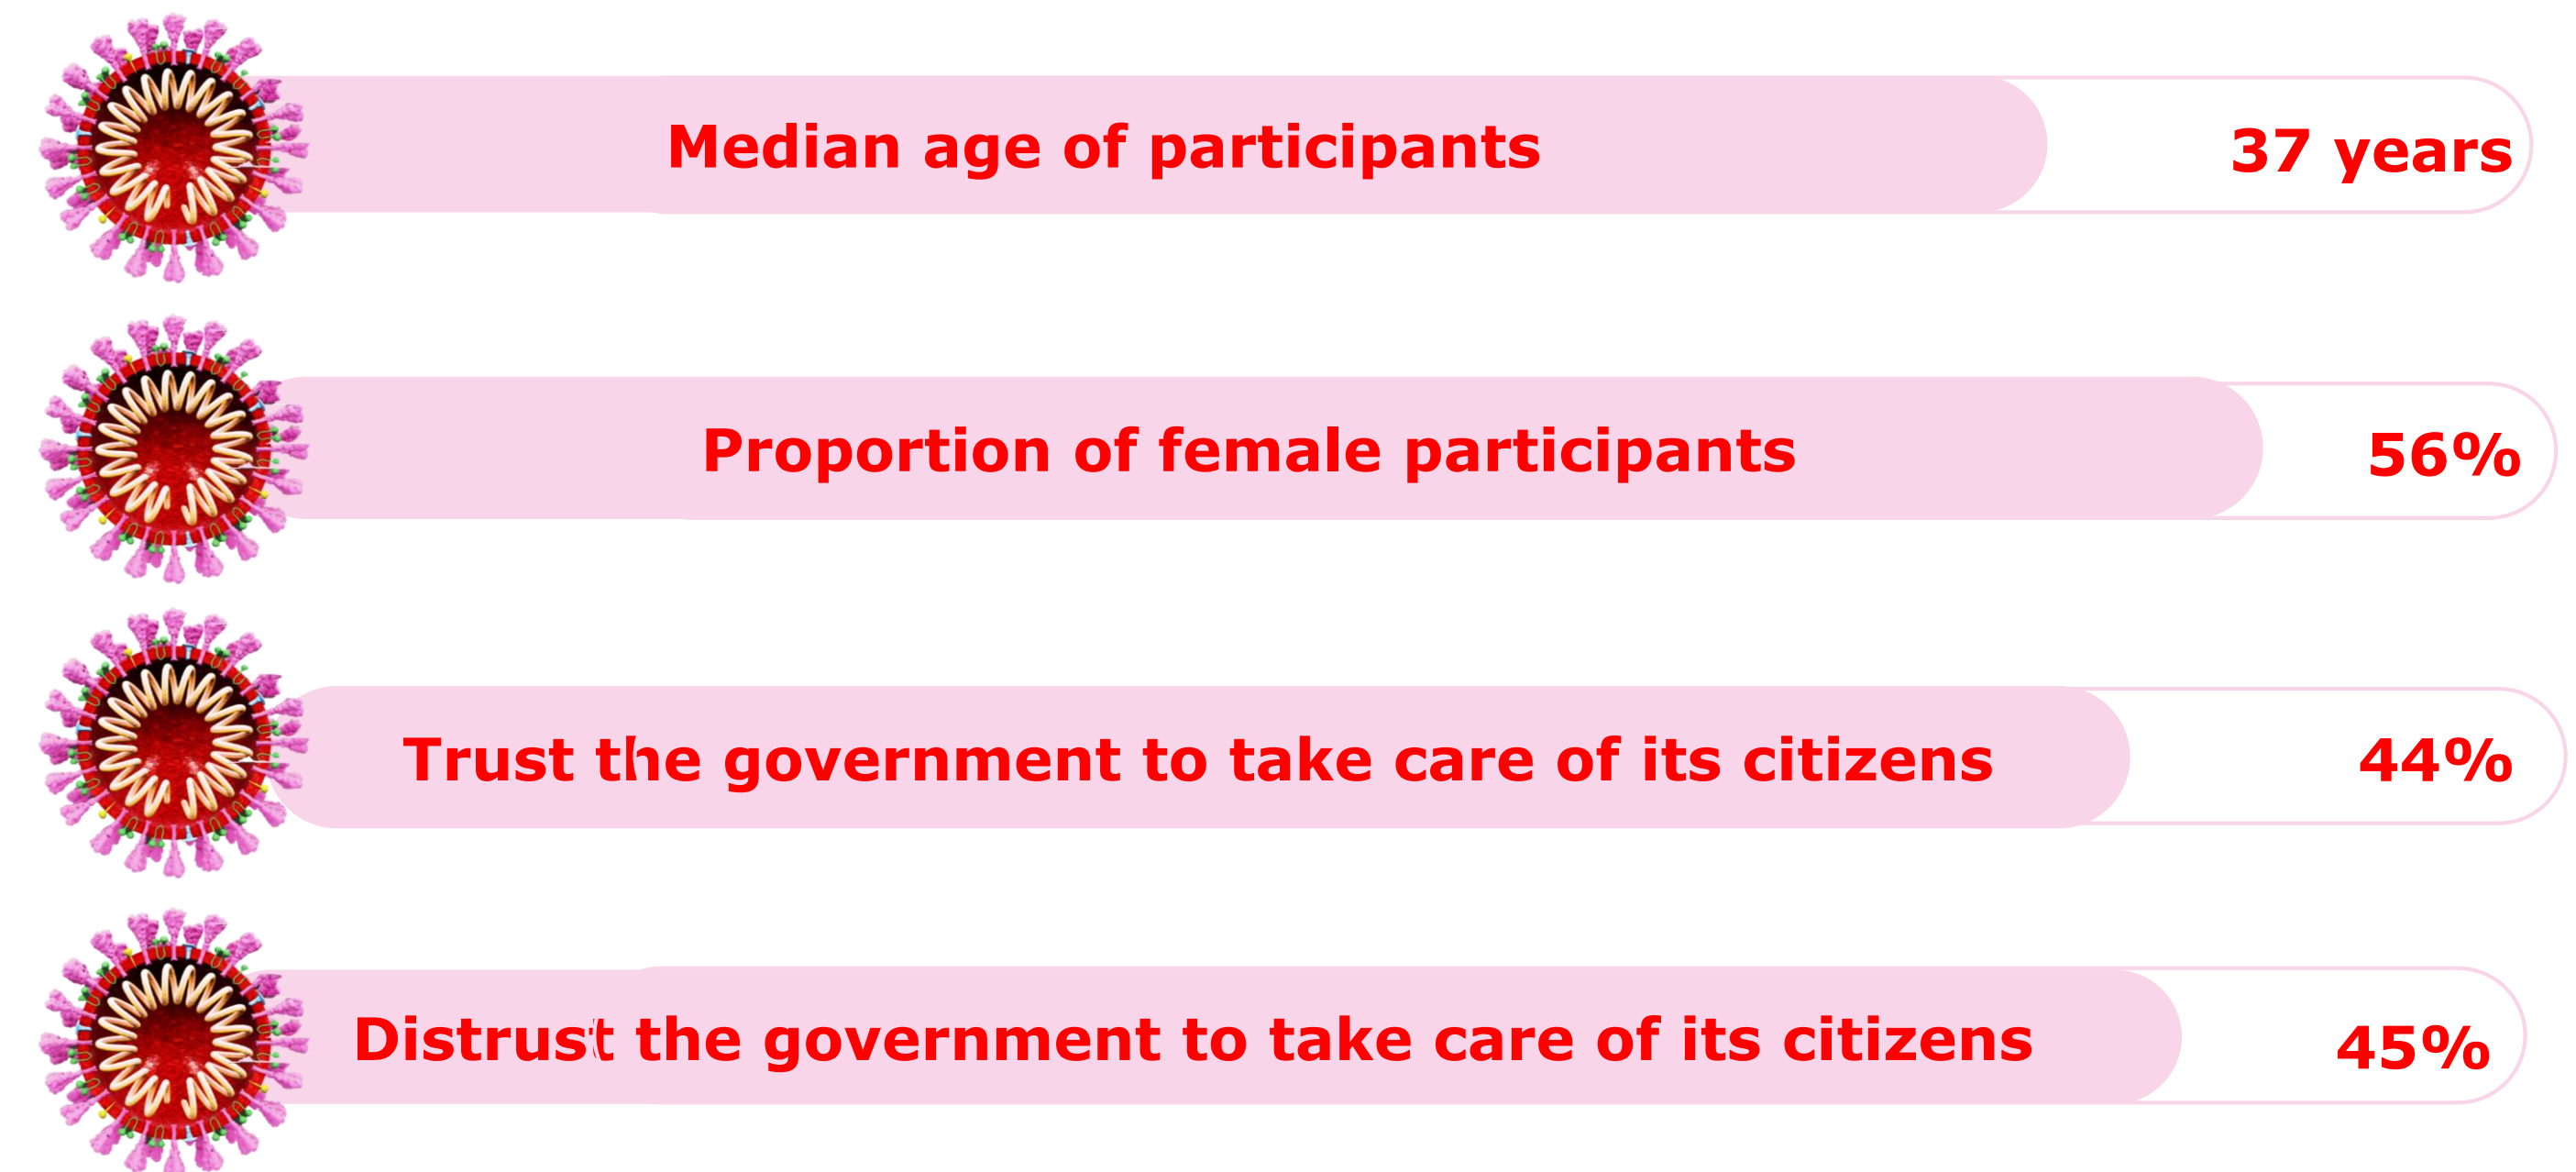 Median age of participants 37 years
Proportion of female participants 56%
Trust the government to take care of its citizens 44%
Distrust the government to take care of its citizens 45%